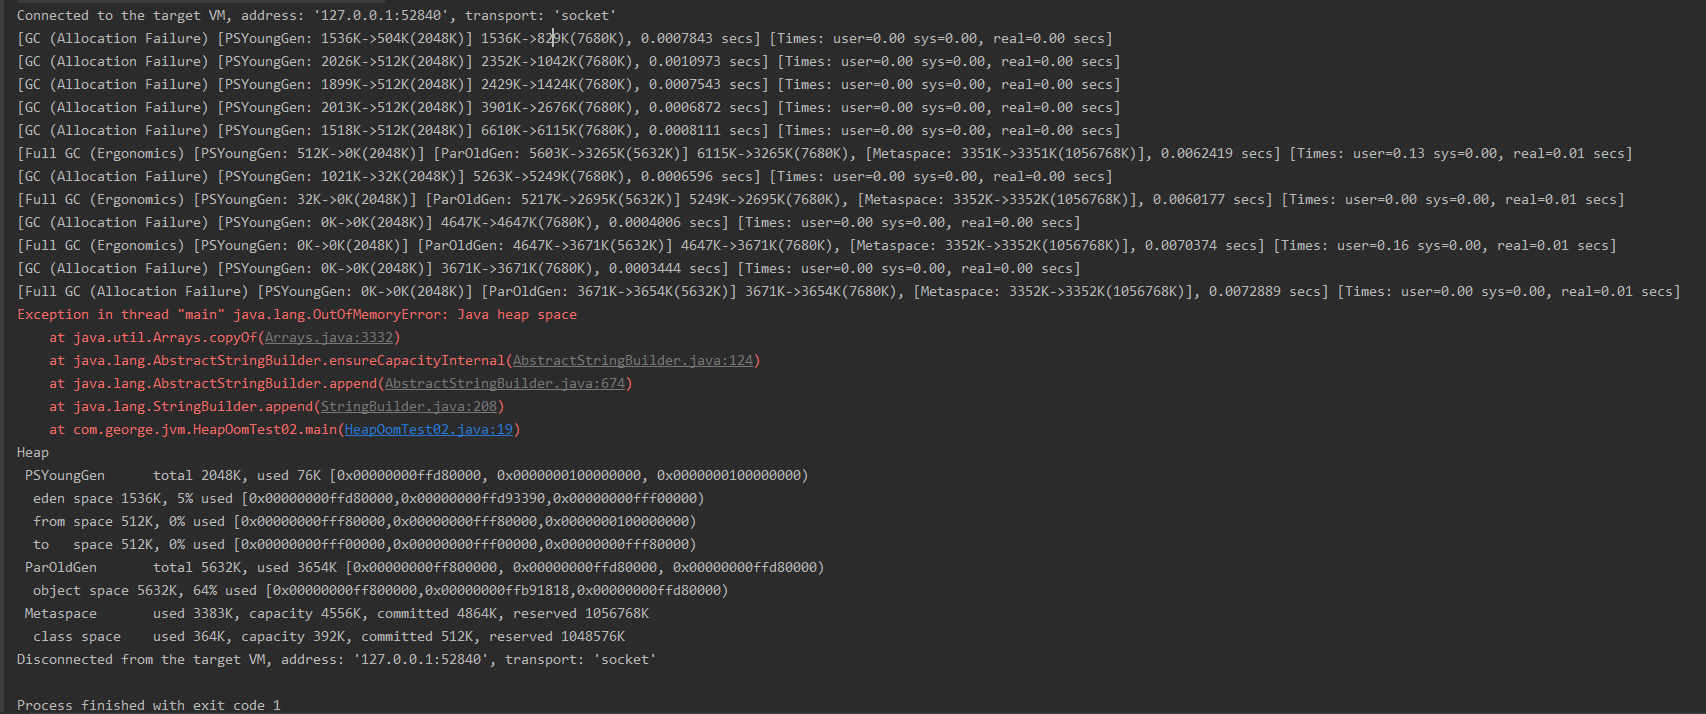 Connected to the target VM, address: '127.0.0.1:52840', transport: 'socket'
[GC (Allocation Failure) [PSYoungGen: 1536K->504K(2048K)] 1536K->829K(7680K), 0.0007843 secs] [Times: user=0.00 sys=0.00, real=0.00 secs]
[GC (Allocation Failure) [PSYoungGen: 2026K->512K(2048K)] 2352K->1042K(7680K), 0.0010973 secs] [Times: user=0.00 sys=0.00, real=0.00 secs]
[GC (Allocation Failure) [PSYoungGen: 1899K->512K(2048K)] 2429K->1424K(7680K), 0.0007543 secs] [Times: user=0.00 sys=0.00, real=0.00 secs]
[GC (Allocation Failure) [PSYoungGen: 2013K->512K(2048K)] 3901K->2676K(7680K), 0.0006872 secs] [Times: user=0.00 sys=0.00, real=0.00 secs]
[GC (Allocation Failure) [PSYoungGen: 1518K->512K(2048K)] 6610K->6115K(7680K), 0.0008111 secs] [Times: user=0.00 sys=0.00, real=0.00 secs]
[Full GC (Ergonomics) [PSYoungGen: 512K->0K(2048K)] [ParOldGen: 5603K->3265K(5632K)] 6115K->3265K(7680K), [Metaspace: 3351K->3351K(1056768K)], 0.0062419 secs] [Times: user=0.13 sys=0.00, real=0.01 secs]
[GC (Allocation Failure) [PSYoungGen: 1021K->32K(2048K)] 5263K->5249K(7680K), 0.0006596 secs] [Times: user=0.00 sys=0.00, real=0.00 secs]
[Full GC (Ergonomics) [PSYoungGen: 32K->0K(2048K)] [ParOldGen: 5217K->2695K(5632K)] 5249K->2695K(7680K), [Metaspace: 3352K->3352K(1056768K)], 0.0060177 secs] [Times: user=0.00 sys=0.00, real=0.01 secs]
[GC (Allocation Failure) [PSYoungGen: 0K->0K(2048K)] 4647K->4647K(7680K), 0.0004006 secs] [Times: user=0.00 sys=0.00, real=0.00 secs]
[Full GC (Ergonomics) [PSYoungGen: 0K->0K(2048K)] [ParOldGen: 4647K->3671K(5632K)] 4647K->3671K(7680K), [Metaspace: 3352K->3352K(1056768K)], 0.0070374 secs] [Times: user=0.16 sys=0.00, real=0.01 secs]
[GC (Allocation Failure) [PSYoungGen: 0K->0K(2048K)] 3671K->3671K(7680K), 0.0003444 secs] [Times: user=0.00 sys=0.00, real=0.00 secs]
[Full GC (Allocation Failure) [PSYoungGen: 0K->0K(2048K)] [ParOldGen: 3671K->3654K(5632K)] 3671K->3654K(7680K), [Metaspace: 3352K->3352K(1056768K)], 0.0072889 secs] [Times: user=0.00 sys=0.00, real=0.01 secs]
Exception in thread "main" java.lang.OutOfMemoryError: Java heap space
at java.util.Arrays.copyOf(Arrays.java:3332)
at java.lang.AbstractStringBuilder.ensureCapacityInternal(AbstractStringBuilder.java:124)
at java.lang.AbstractStringBuilder.append(AbstractStringBuilder.java:674)
at java.lang.StringBuilder.append(StringBuilder.java:208)
at com.george.jvm.HeapOomTest02.main(HeapOomTest02.java:19)
Heap
PSYoungGen      total 2048K, used 76K [0x00000000ffd80000, 0x0000000100000000, 0x0000000100000000)
eden space 1536K, 5% used [0x00000000ffd80000,0x00000000ffd93390,0x00000000fff00000)
from space 512K, 0% used [0x00000000fff80000,0x00000000fff80000,0x0000000100000000)
to   space 512K, 0% used [0x00000000fff00000,0x00000000fff00000,0x00000000fff80000)
ParOldGen       total 5632K, used 3654K [0x00000000ff800000, 0x00000000ffd80000, 0x00000000ffd80000)
object space 5632K, 64% used [0x00000000ff800000,0x00000000ffb91818,0x00000000ffd80000)
Metaspace       used 3383K, capacity 4556K, committed 4864K, reserved 1056768K
class space    used 364K, capacity 392K, committed 512K, reserved 1048576K
Disconnected from the target VM, address: '127.0.0.1:52840', transport: 'socket'
Process finished with exit code 1